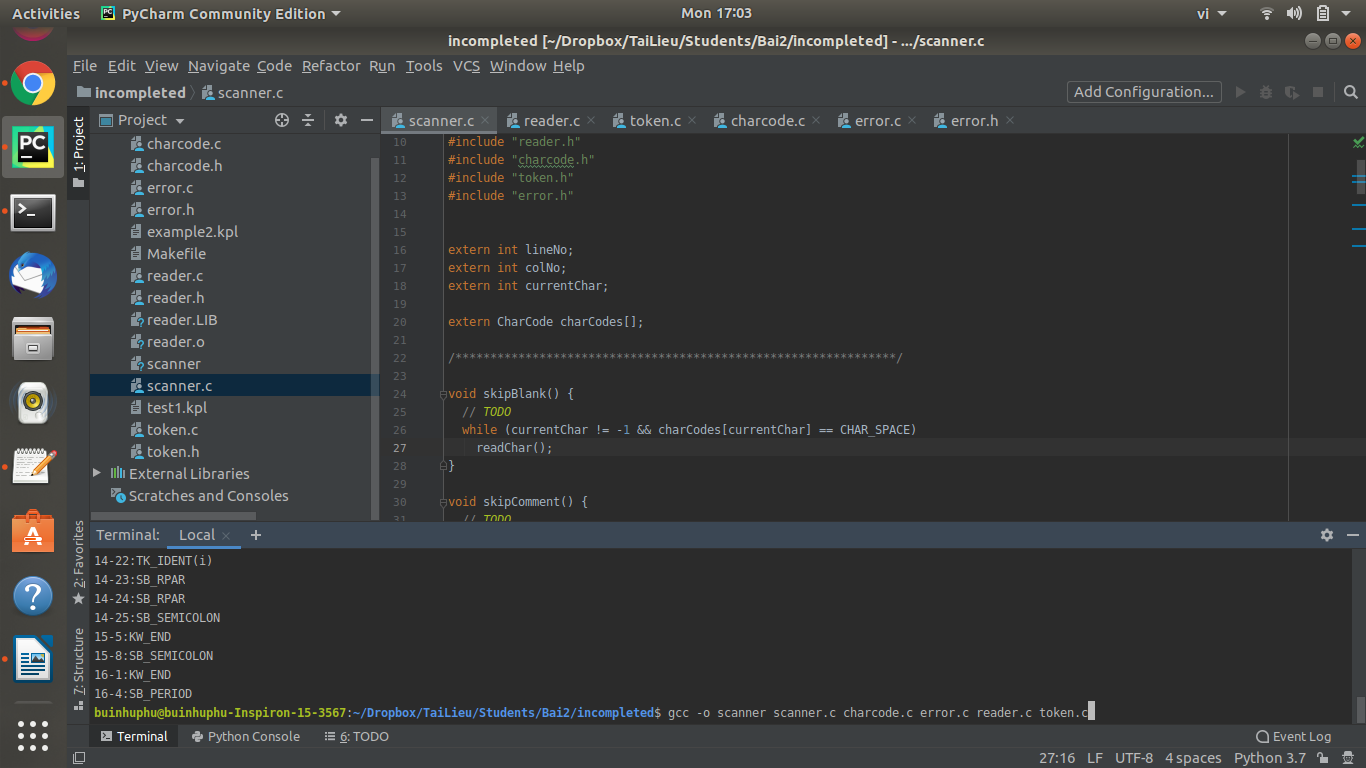 Activities PyCharm Community Edition Mon 17:03 vi
incompleted [~/Dropbox/TaiLieu/Students/Bai2/incompleted] - .../scanner.c
File Edit View Navigate Code Refactor Run Tools VCS Window Help
incompleted scanner.c Add Configuration...
Project scanner.c reader.c token.c charcode.c error.c error.h
1: Project
charcode.c
charcode.h
error.c
error.h
example2.kpl
Makefile
reader.c
reader.h
reader.LIB
reader.o
scanner
scanner.c
test1.kpl
token.c
token.h
External Libraries
Scratches and Consoles
10 #include "reader.h"
11 #include "charcode.h"
12 #include "token.h"
13 #include "error.h"
14
15
16 extern int lineNo;
17 extern int colNo;
18 extern int currentChar;
19
20 extern CharCode charCodes[];
21
22 /***************************************************************/
23
24 void skipBlank() {
25 // TODO
26 while (currentChar != -1 && charCodes[currentChar] == CHAR_SPACE)
27 readChar();
28 }
29
30 void skipComment() {
31 // TODO
2: Favorites
7: Structure
Terminal: Local
14-22:TK_IDENT(i)
14-23:SB_RPAR
14-24:SB_RPAR
14-25:SB_SEMICOLON
15-5:KW_END
15-8:SB_SEMICOLON
16-1:KW_END
16-4:SB_PERIOD
buinhuphu@buinhuphu-Inspiron-15-3567:~/Dropbox/TaiLieu/Students/Bai2/incompleted$ gcc -o scanner scanner.c charcode.c error.c reader.c token.c
Terminal Python Console 6: TODO Event Log
27:16 LF UTF-8 4 spaces Python 3.7